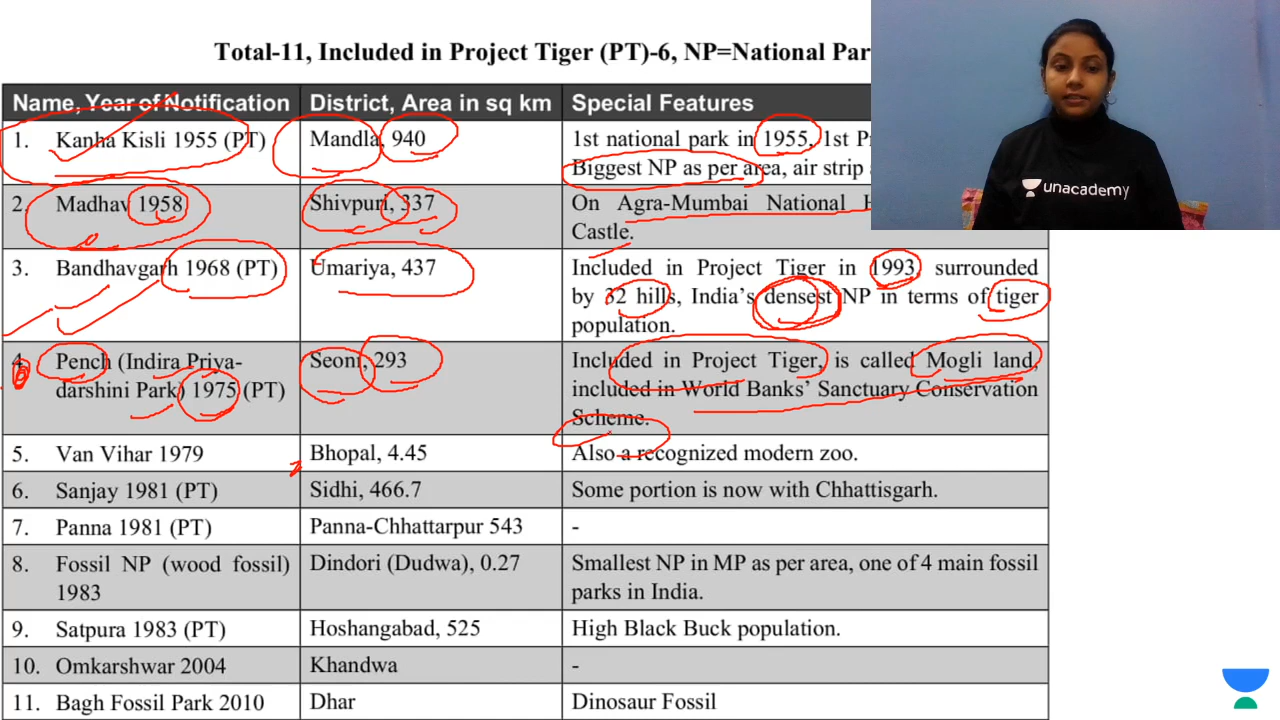 Total-11, Included in Project Tiger (PT)-6, NP=National Par
unacademy
Name, Year of Notification District, Area in sq km Special Features
1. Kanha Kisli 1955 (PT) Mandla, 940 1st national park in 1955, 1st P
Biggest NP as per area, air strip
2. Madhav 1958 Shivpuri, 337 On Agra-Mumbai National H
Castle.
3. Bandhavgarh 1968 (PT) Umariya, 437 Included in Project Tiger in 1993, surrounded
by 32 hills, India's densest NP in terms of tiger
population.
4. Pench (Indira Priya- Seoni, 293 Included in Project Tiger, is called Mogli land,
darshini Park) 1975 (PT) included in World Banks' Sanctuary Conservation
Scheme.
5. Van Vihar 1979 Bhopal, 4.45 Also a recognized modern zoo.
6. Sanjay 1981 (PT) Sidhi, 466.7 Some portion is now with Chhattisgarh.
7. Panna 1981 (PT) Panna-Chhattarpur 543 -
8. Fossil NP (wood fossil) Dindori (Dudwa), 0.27 Smallest NP in MP as per area, one of 4 main fossil
1983 parks in India.
9. Satpura 1983 (PT) Hoshangabad, 525 High Black Buck population.
10. Omkarshwar 2004 Khandwa -
11. Bagh Fossil Park 2010 Dhar Dinosaur Fossil